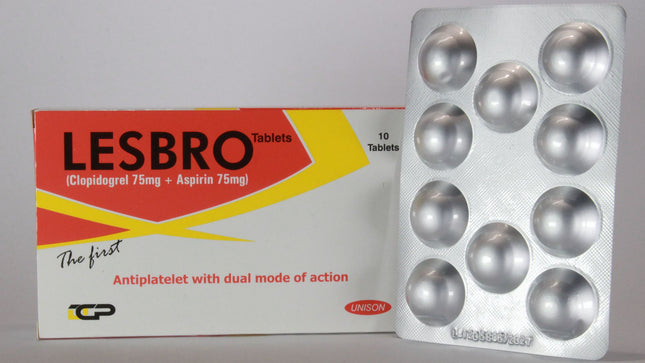 LESBRO Tablets
(Clopidogrel 75mg + Aspirin 75mg)
10
Tablets
The first
Antiplatelet with dual mode of action
UNISON